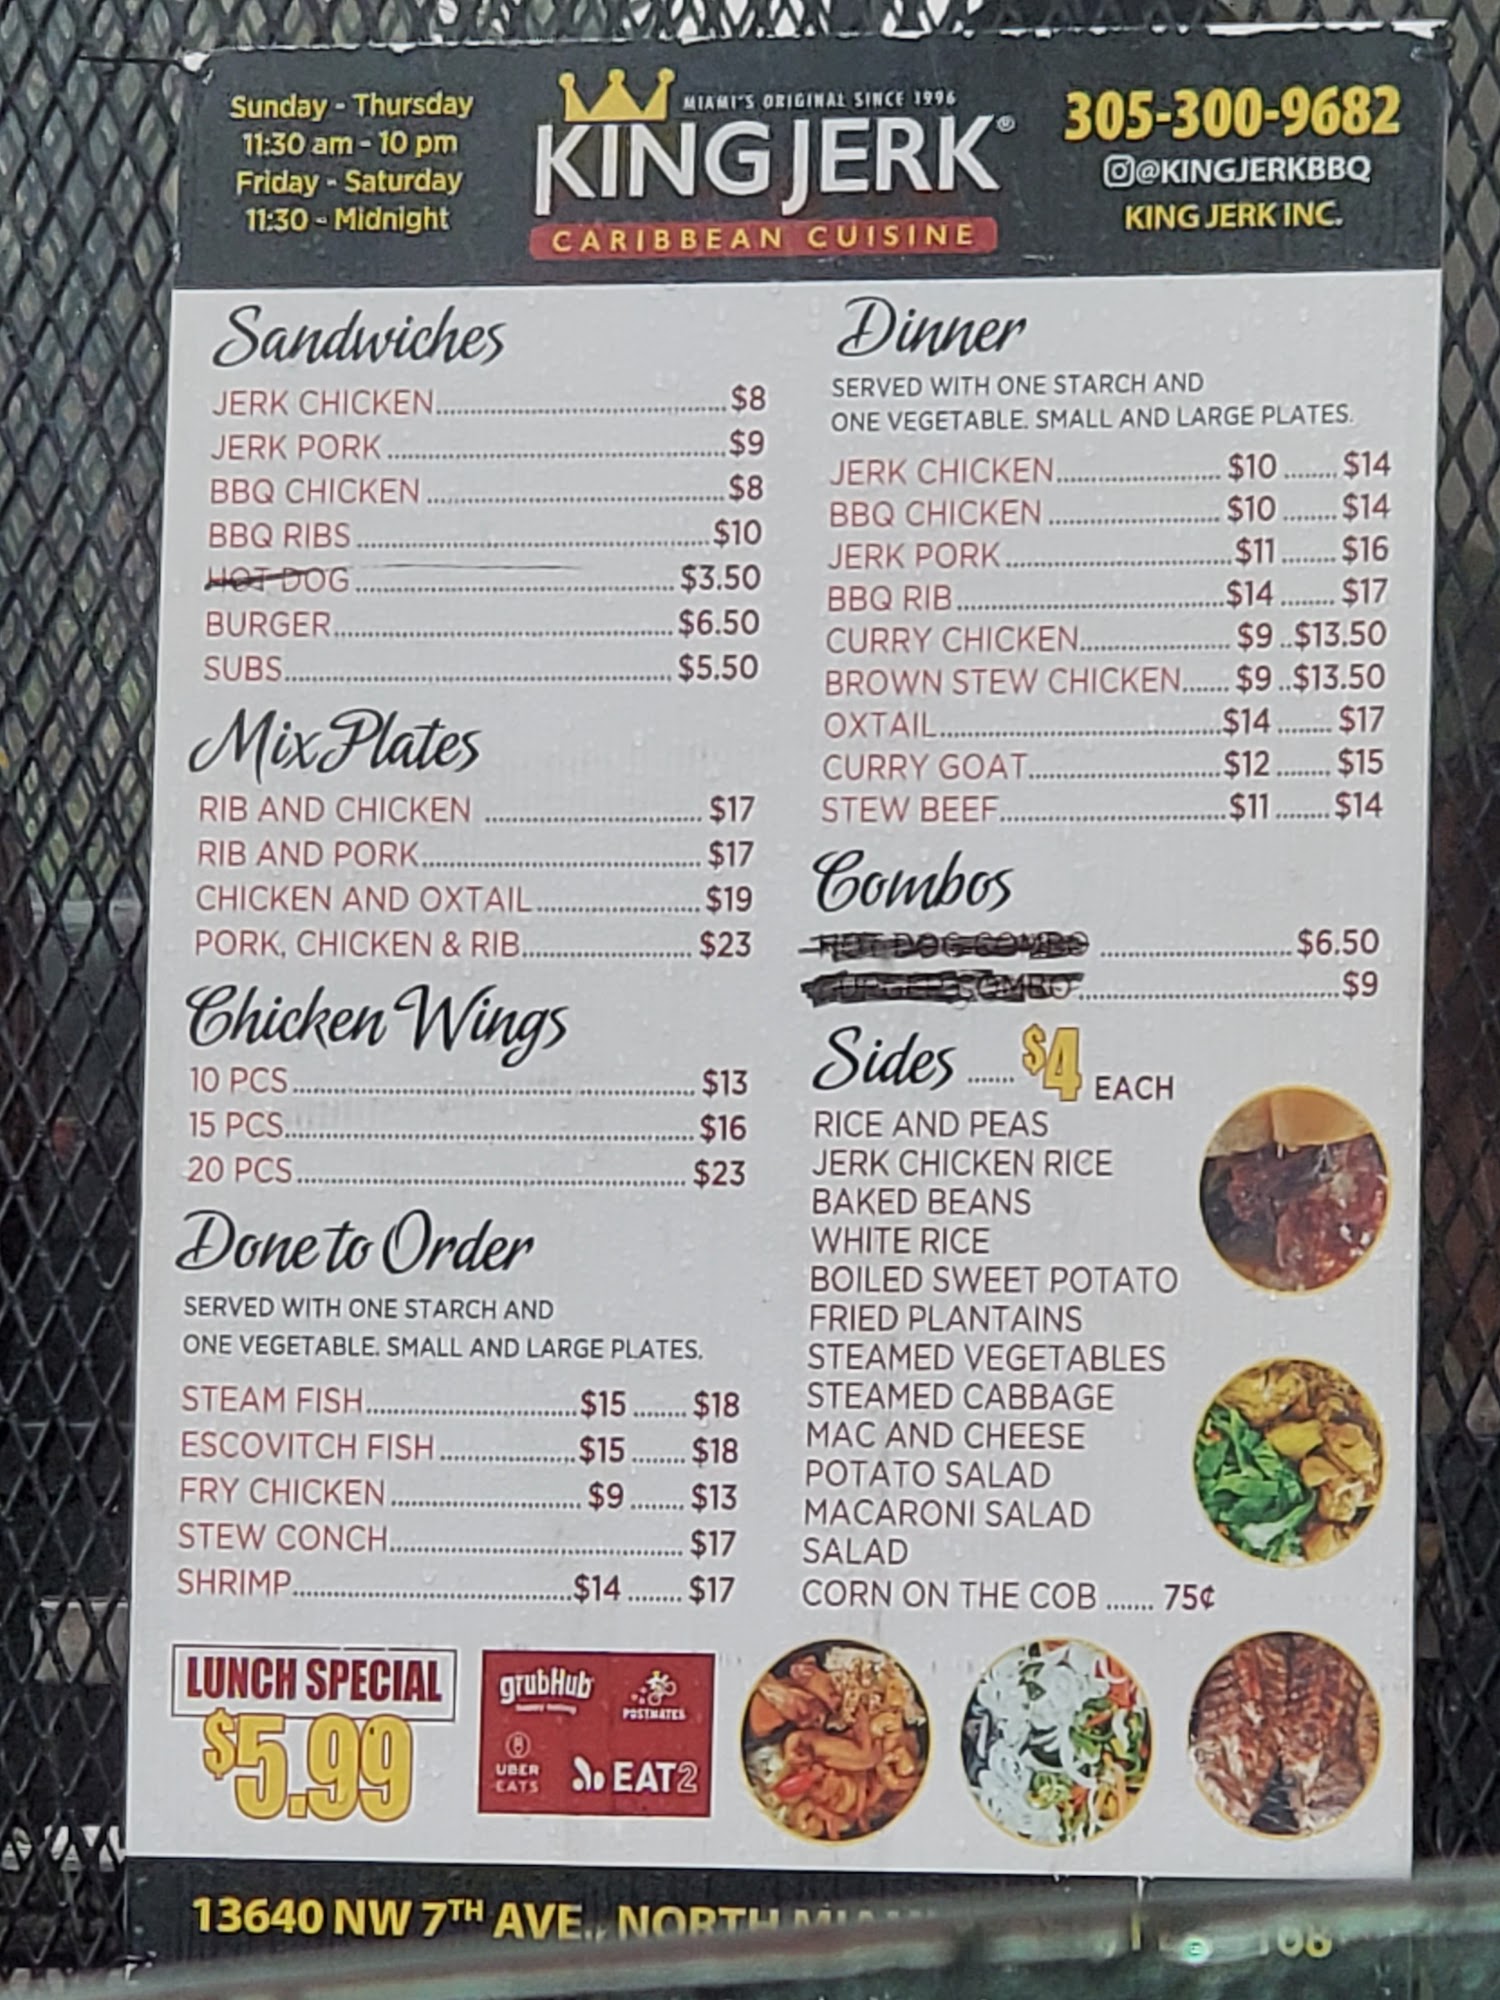 Sunday - Thursday
11:30 am - 10 pm
Friday - Saturday
11:30 - Midnight
MIAMI'S ORIGINAL SINCE 1996
KING JERK®
CARIBBEAN CUISINE
305-300-9682
@KINGJERKBBQ
KING JERK INC.
Sandwiches
JERK CHICKEN........ $8
JERK PORK........ $9
BBQ CHICKEN........ $8
BBQ RIBS........ $10
HOT DOG........ $3.50
BURGER........ $6.50
SUBS........ $5.50
Mix Plates
RIB AND CHICKEN........ $17
RIB AND PORK........ $17
CHICKEN AND OXTAIL........ $19
PORK, CHICKEN & RIB........ $23
Chicken Wings
10 PCS........ $13
15 PCS........ $16
20 PCS........ $23
Done to Order
SERVED WITH ONE STARCH AND
ONE VEGETABLE. SMALL AND LARGE PLATES.
STEAM FISH........ $15 ........ $18
ESCOVITCH FISH........ $15 ........ $18
FRY CHICKEN........ $9 ........ $13
STEW CONCH........ $17
SHRIMP........ $14 ........ $17
LUNCH SPECIAL
$5.99
grubHub
POSTMATES
UBER
EATS
EAT2
Dinner
SERVED WITH ONE STARCH AND
ONE VEGETABLE. SMALL AND LARGE PLATES.
JERK CHICKEN........ $10 ........ $14
BBQ CHICKEN........ $10 ........ $14
JERK PORK........ $11 ........ $16
BBQ RIB........ $14 ........ $17
CURRY CHICKEN........ $9 ..$13.50
BROWN STEW CHICKEN....... $9 ..$13.50
OXTAIL........ $14 ........ $17
CURRY GOAT........ $12 ........ $15
STEW BEEF........ $11 ........ $14
Combos
HOT DOG COMBO ........ $6.50
BURGER COMBO........ $9
Sides ....... $4 EACH
RICE AND PEAS
JERK CHICKEN RICE
BAKED BEANS
WHITE RICE
BOILED SWEET POTATO
FRIED PLANTAINS
STEAMED VEGETABLES
STEAMED CABBAGE
MAC AND CHEESE
POTATO SALAD
MACARONI SALAD
SALAD
CORN ON THE COB ....... 75¢
13640 NW 7TH AVE., NORTH